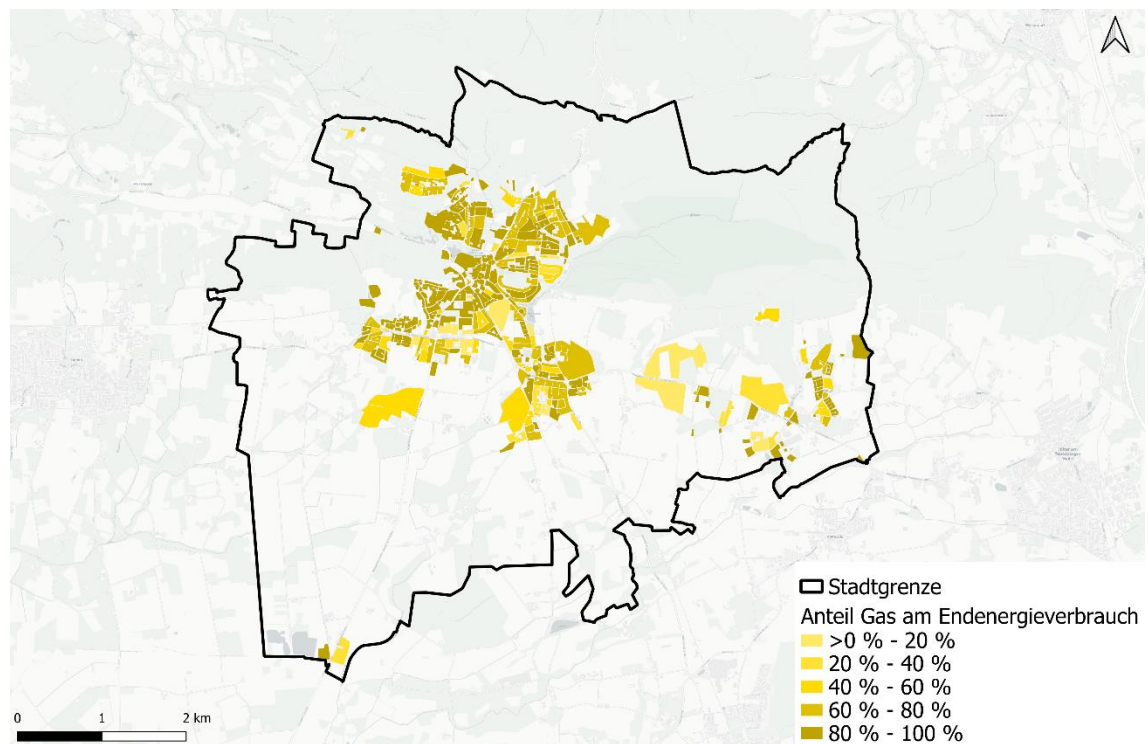 Stadtgrenze
Anteil Gas am Endenergieverbrauch
>0 % - 20 %
20 % - 40 %
40 % - 60 %
60 % - 80 %
80 % - 100 %
0 1 2 km